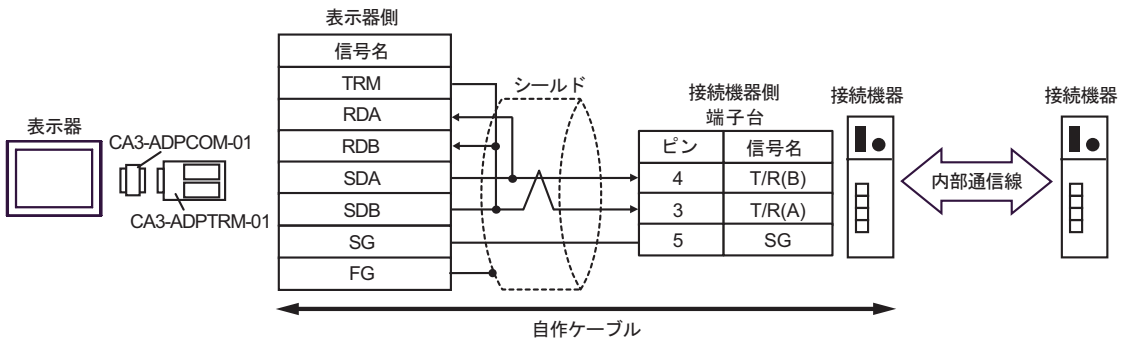 表示器
CA3-ADPCOM-01
CA3-ADPTRM-01
表示器側
信号名
TRM
RDA
RDB
SDA
SDB
SG
FG
シールド
接続機器側
端子台
ピン 信号名
4 T/R(B)
3 T/R(A)
5 SG
接続機器
内部通信線
接続機器
自作ケーブル